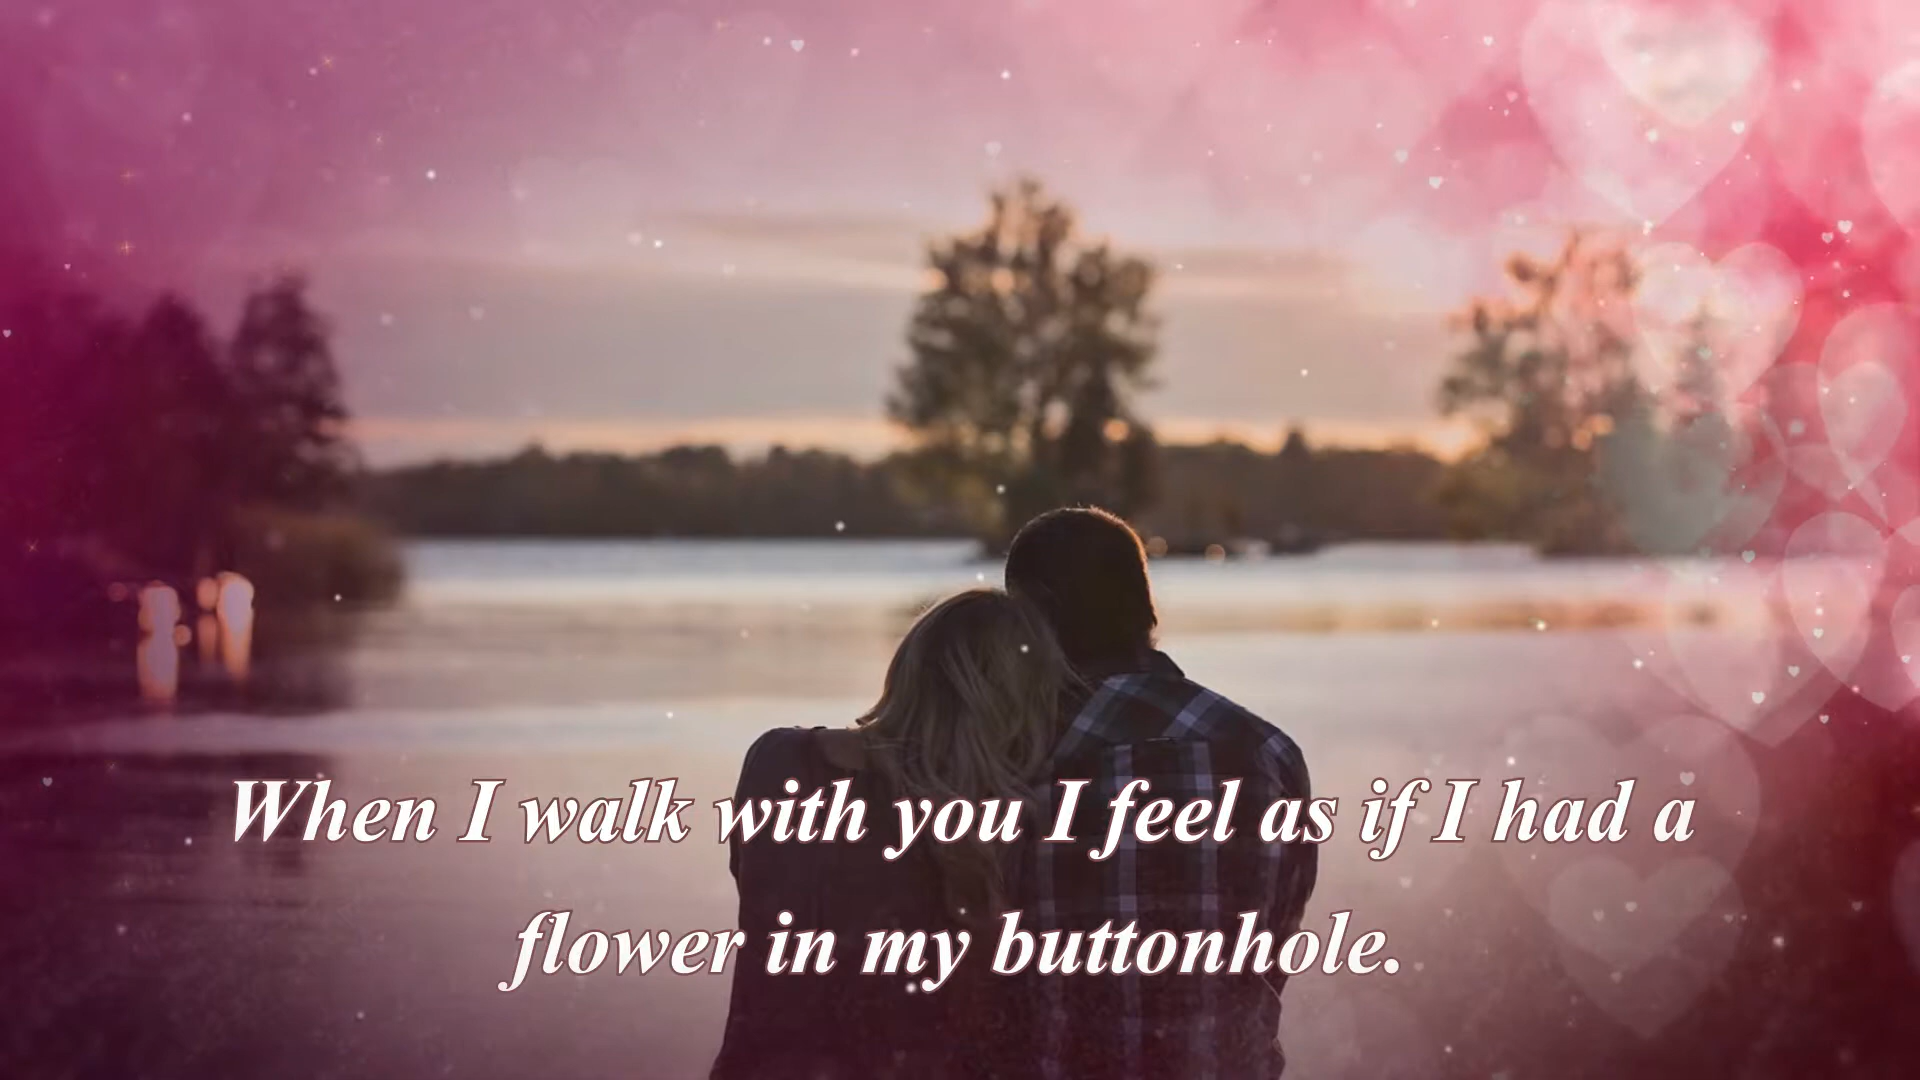 When I walk with you I feel as if I had a
flower in my buttonhole.